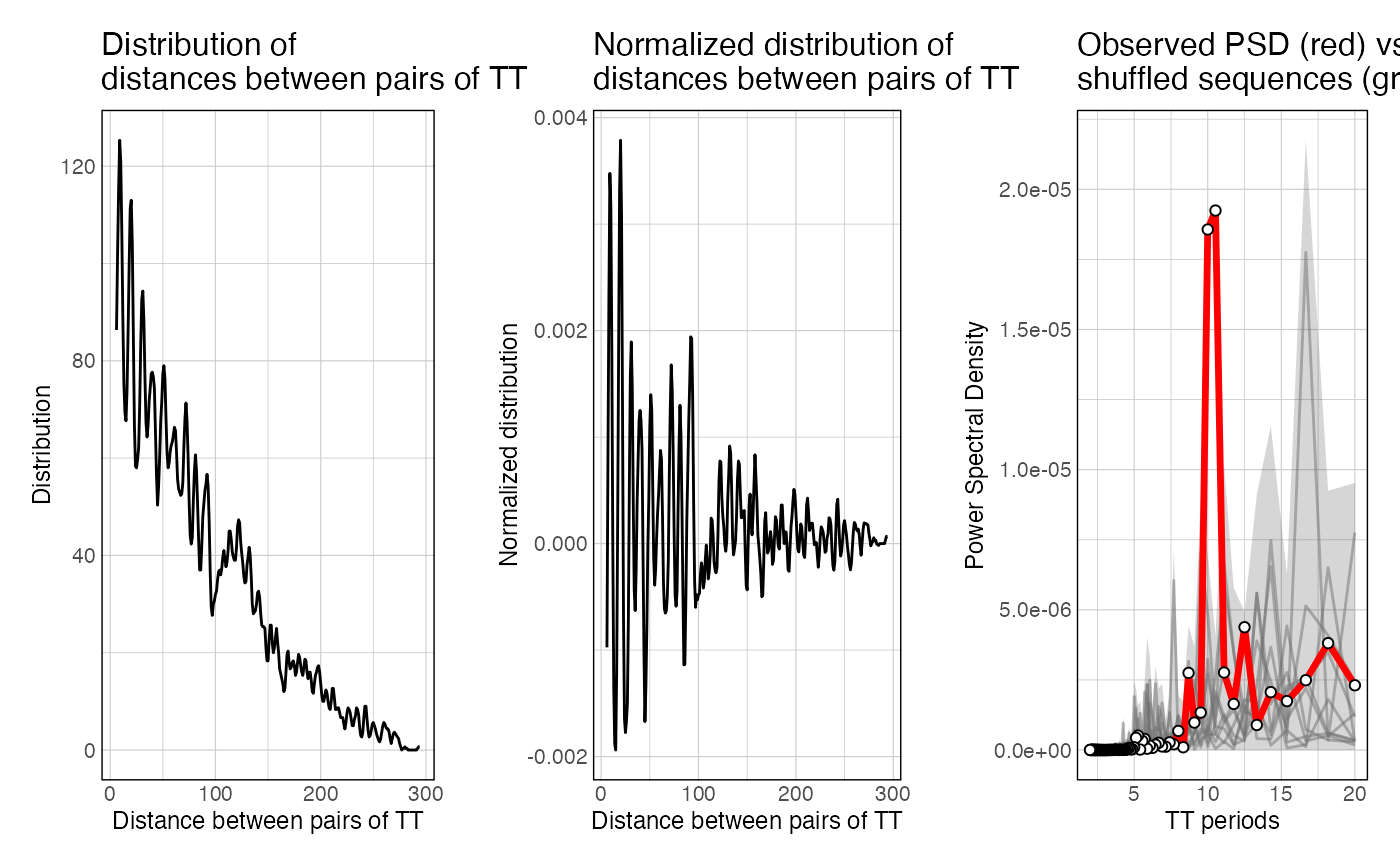 Distribution of
distances between pairs of TT
Normalized distribution of
distances between pairs of TT
Observed PSD (red) vs
shuffled sequences (gr
120
80
40
0
Distribution
0
100
200
300
Distance between pairs of TT
0.004
0.002
0.000
-0.002
Normalized distribution
0
100
200
300
Distance between pairs of TT
2.0e-05
1.5e-05
1.0e-05
5.0e-06
0.0e+00
Power Spectral Density
5
10
15
20
TT periods